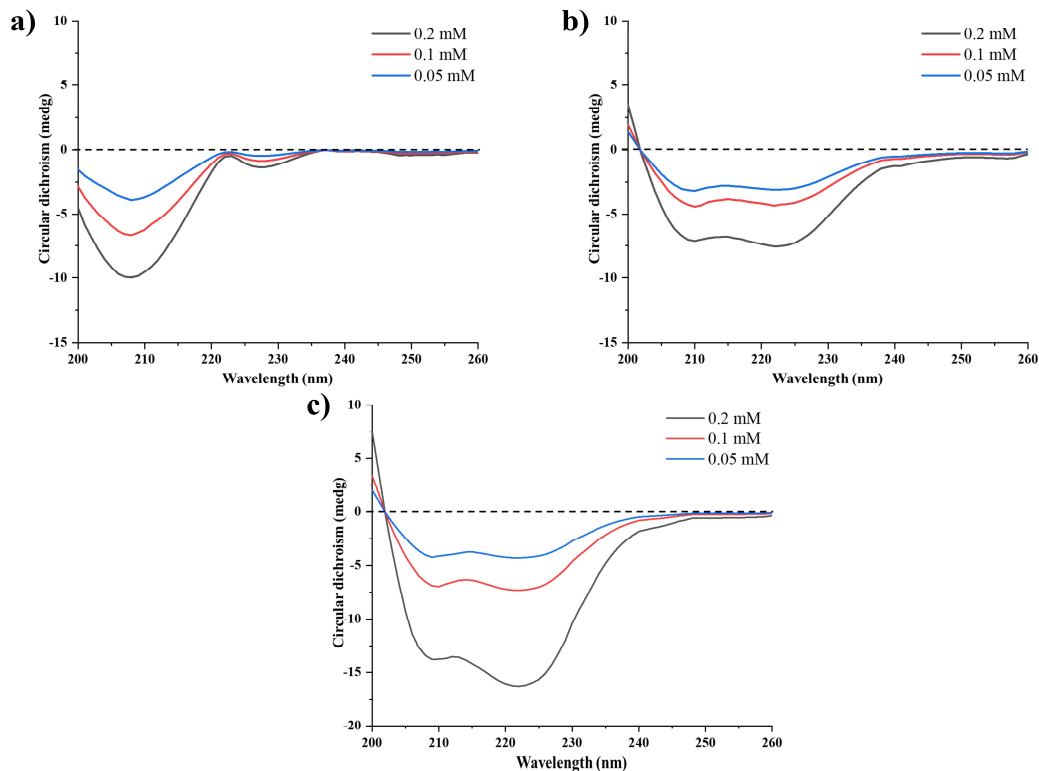 a)
0.2 mM
0.1 mM
0.05 mM
Circular dichroism (medg)
10
5
0
-5
-10
-15
200 210 220 230 240 250 260
Wavelength (nm)
b)
0.2 mM
0.1 mM
0.05 mM
Circular dichroism (medg)
10
5
0
-5
-10
-15
200 210 220 230 240 250 260
Wavelength (nm)
c)
0.2 mM
0.1 mM
0.05 mM
Circular dichroism (medg)
10
5
0
-5
-10
-15
-20
200 210 220 230 240 250 260
Wavelength (nm)